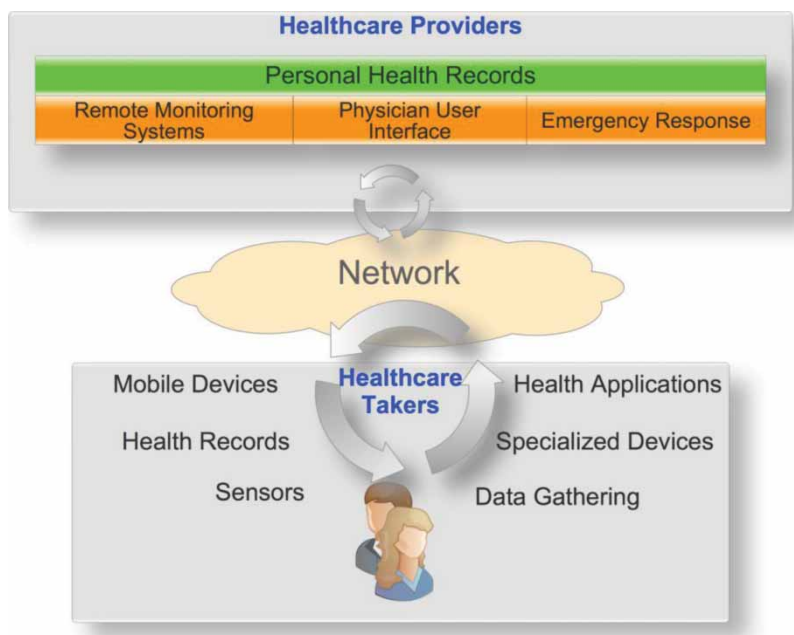 Healthcare Providers
Personal Health Records
Remote Monitoring
Systems
Physician User
Interface
Emergency Response
Network
Healthcare
Takers
Mobile Devices
Health Records
Sensors
Health Applications
Specialized Devices
Data Gathering